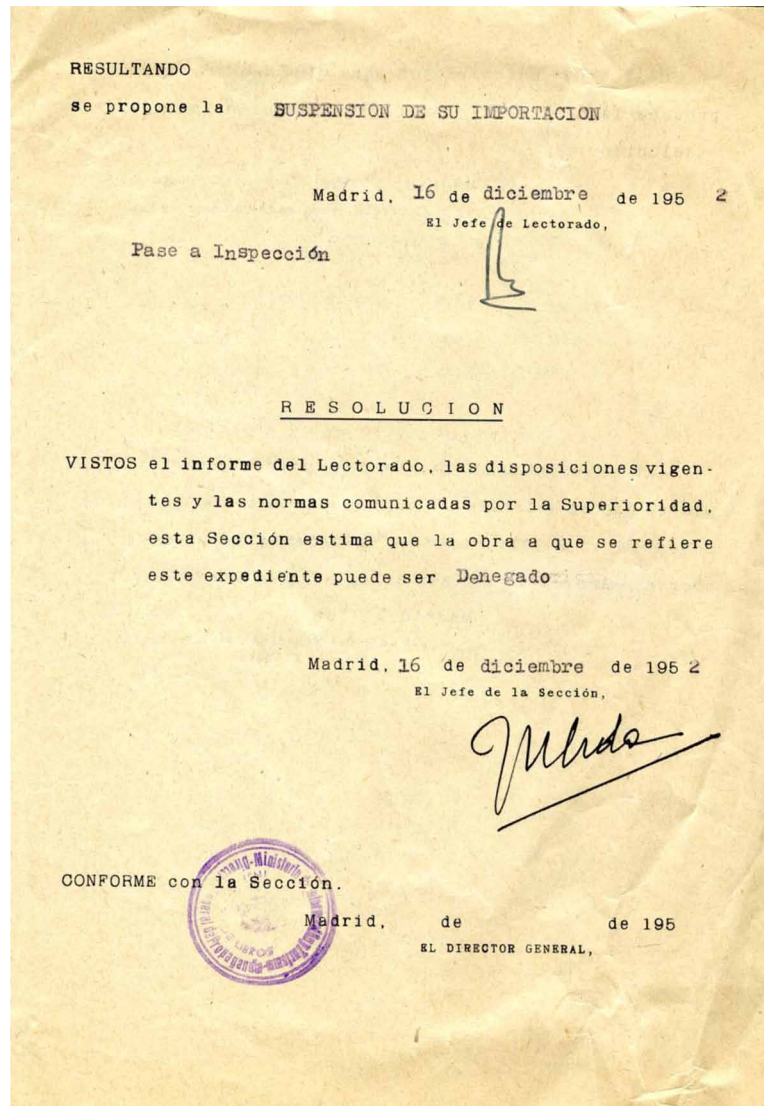 RESULTANDO
se propone la SUSPENSION DE SU IMPORTACION
Madrid, 16 de diciembre de 195 2
El Jefe de Lectorado,
Pase a Inspección
RESOLUCION
VISTOS el informe del Lectorado, las disposiciones vigen-
tes y las normas comunicadas por la Superioridad,
esta Sección estima que la obra a que se refiere
este expediente puede ser Denegado
Madrid, 16 de diciembre de 195 2
El Jefe de la Sección,
CONFORME con la Sección.
Madrid, de de 195
EL DIRECTOR GENERAL,
Ministerio
LIBROS